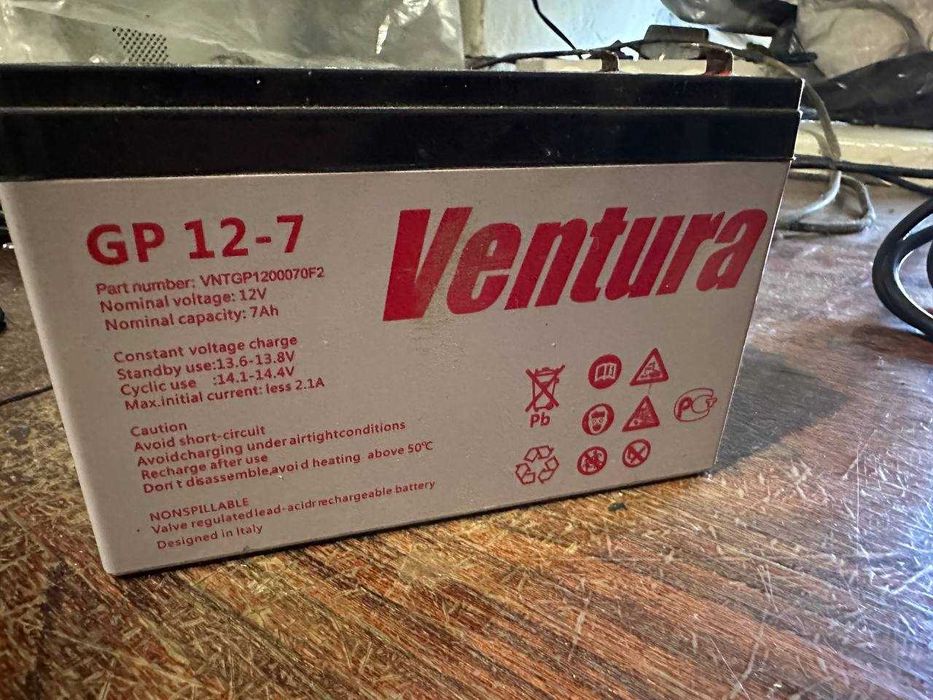 GP 12-7
Ventura
Part number: VNTGP1200070F2
Nominal voltage: 12V
Nominal capacity: 7Ah
Constant voltage charge
Standby use:13.6-13.8V
Cyclic use :14.1-14.4V
Max.initial current: less 2.1A
Caution
Avoid short-circuit
Avoidcharging under airtightconditions
Recharge after use
Don't disassemble,avoid heating above 50℃
NONSPILLABLE
Valve regulatedlead-acidrrechargeable battery
Designed in Italy
Pb
РСТ